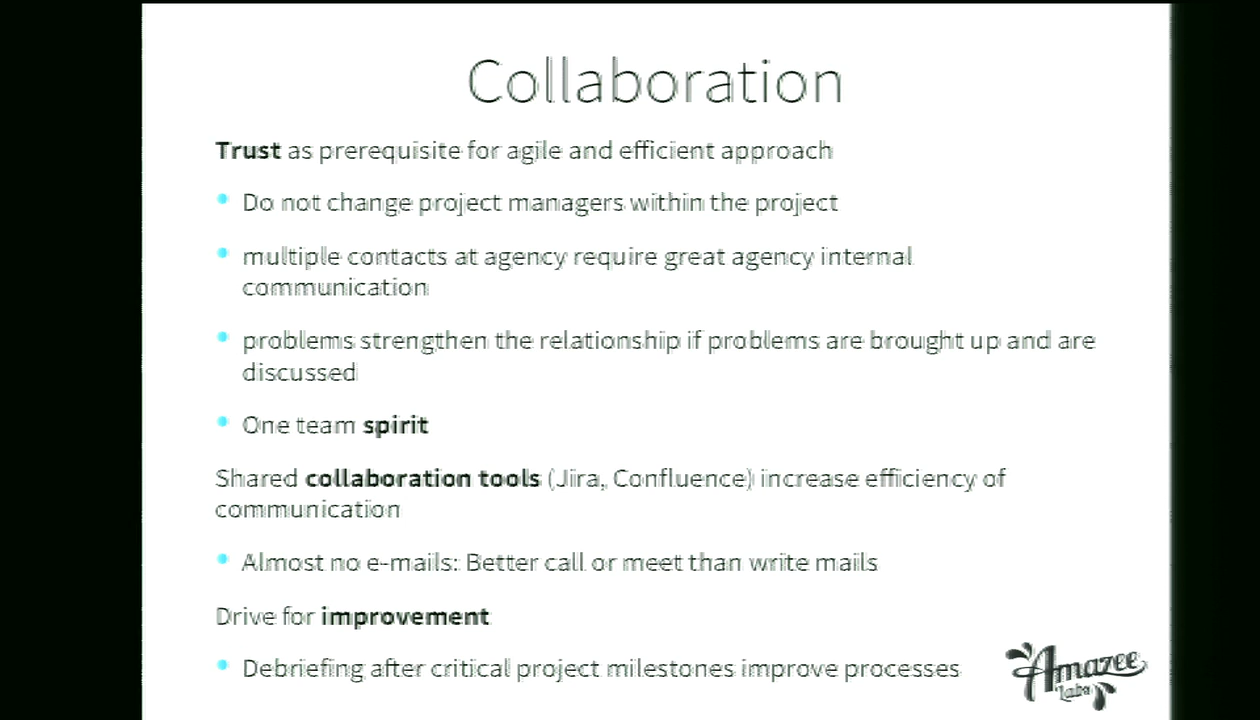 Collaboration
Trust as prerequisite for agile and efficient approach
Do not change project managers within the project
multiple contacts at agency require great agency internal
communication
problems strengthen the relationship if problems are brought up and are
discussed
One team spirit
Shared collaboration tools (Jira, Confluence) increase efficiency of
communication
Almost no e-mails: Better call or meet than write mails
Drive for improvement
Debriefing after critical project milestones improve processes
Amazee
Labs